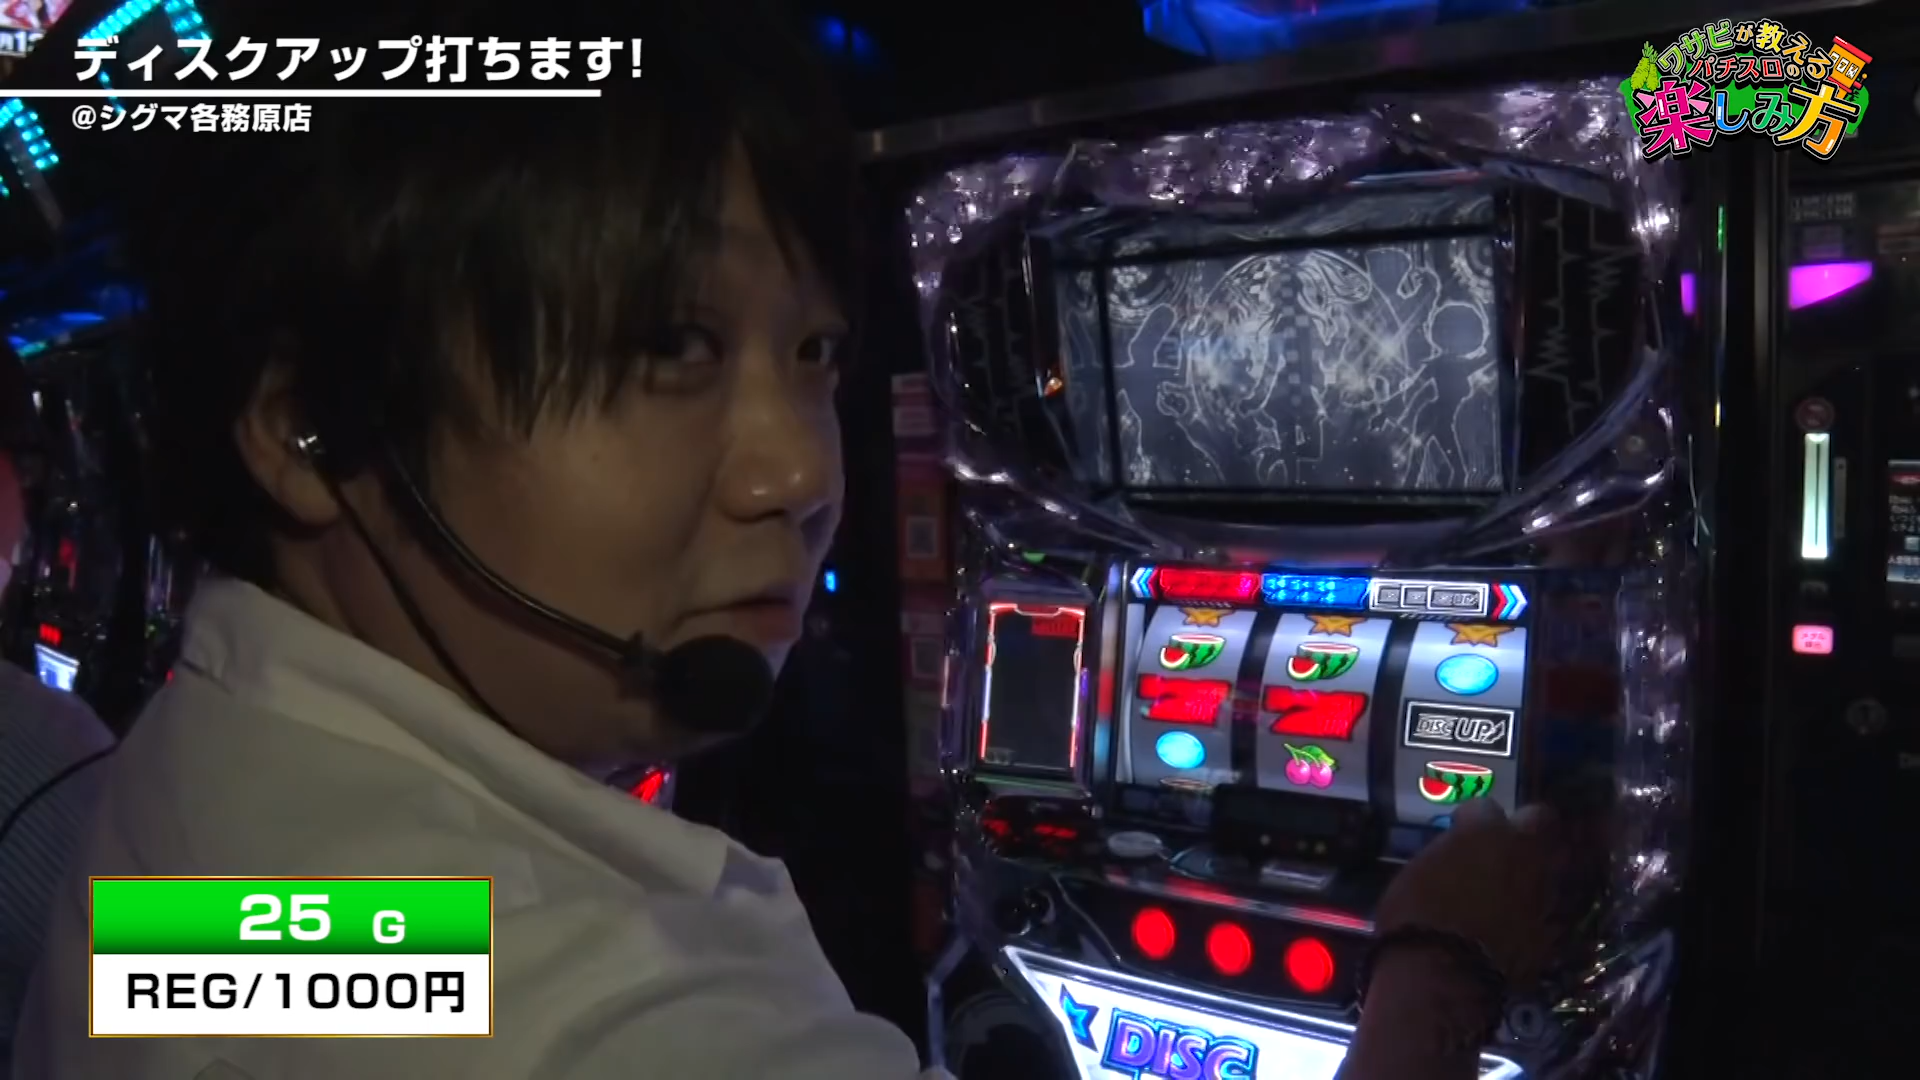 ディスクアップ打ちます!
@シグマ各務原店
ワサビが教える
パチスロの
楽しみ方
7 7
DISC UP
25 G
REG/1000円
DISC